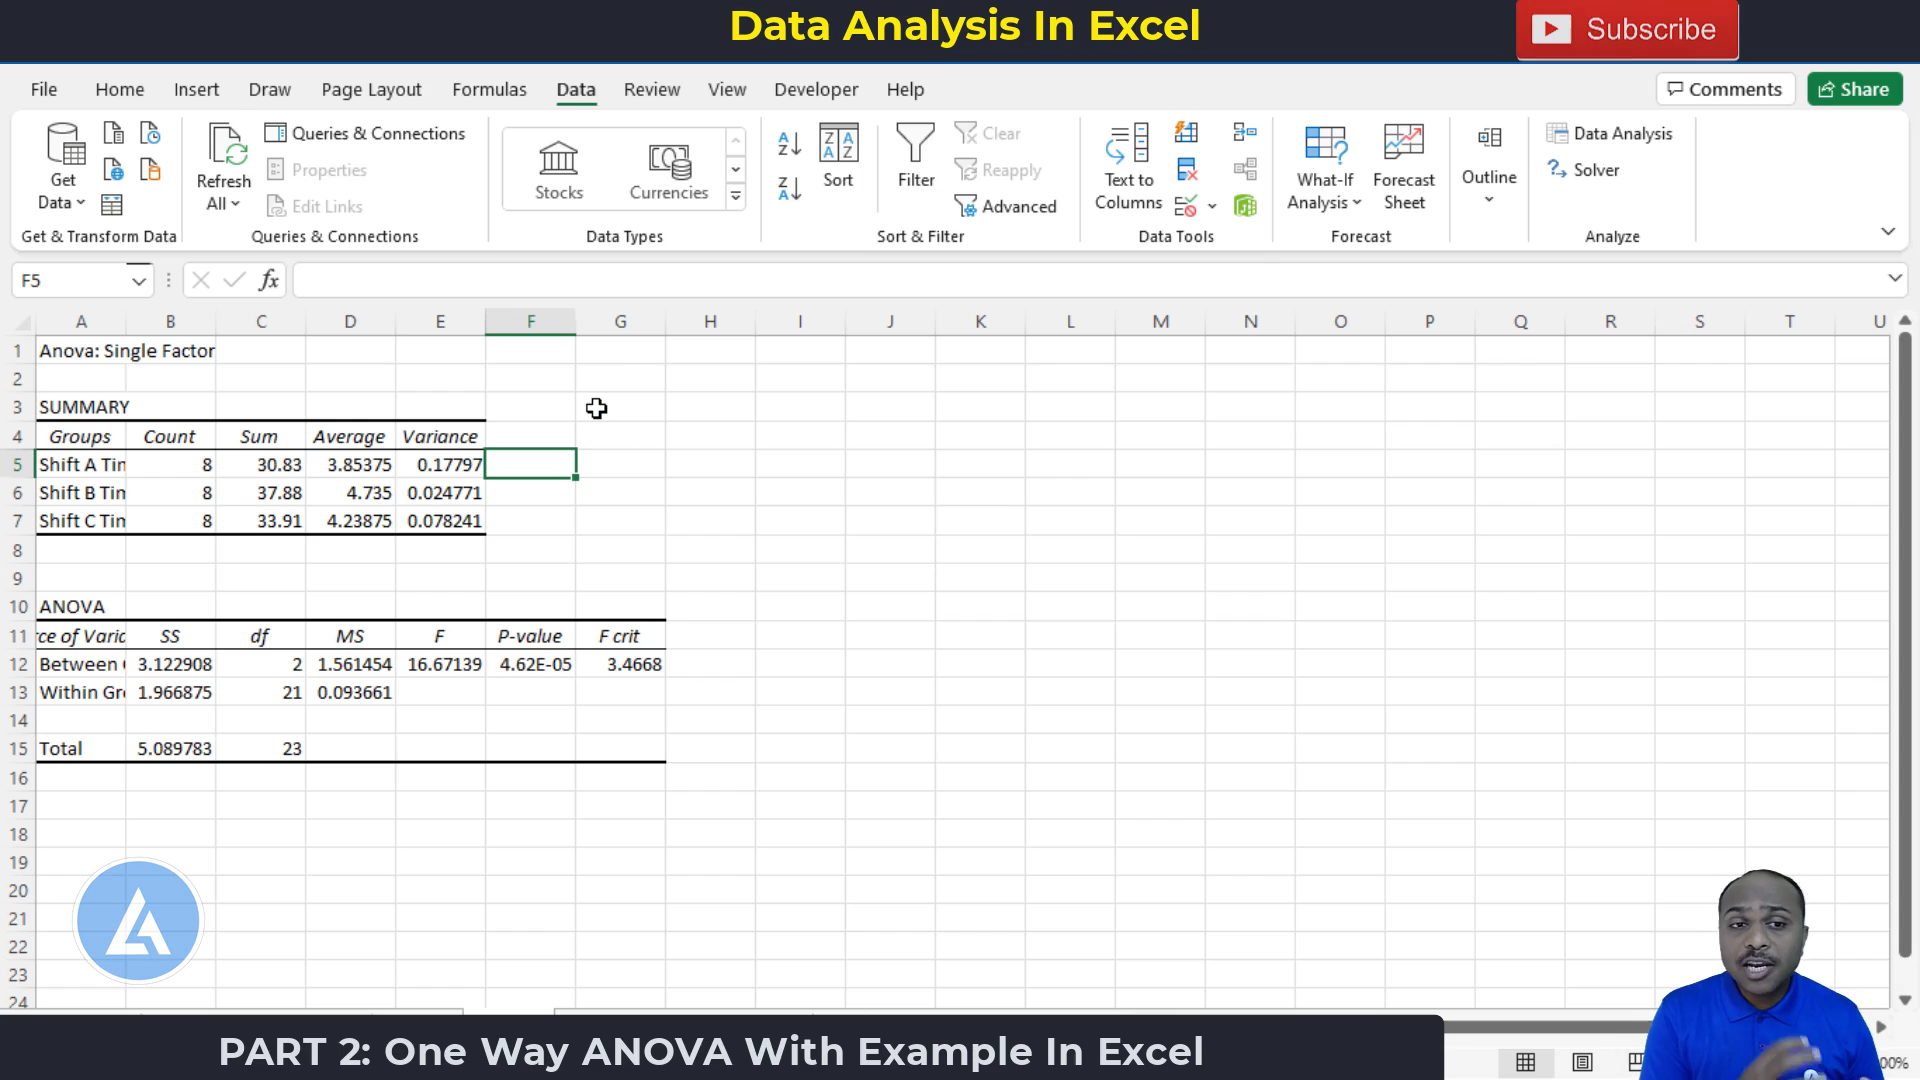 Data Analysis In Excel
Subscribe
File Home Insert Draw Page Layout Formulas Data Review View Developer Help
Comments Share
Get Data
Refresh All
Queries & Connections
Properties
Edit Links
Stocks
Currencies
Sort
Filter
Clear
Reapply
Advanced
Text to Columns
What-If Analysis
Forecast Sheet
Outline
Data Analysis
Solver
Get & Transform Data Queries & Connections Data Types Sort & Filter Data Tools Forecast Analyze
F5 fx
A B C D E F G H I J K L M N O P Q R S T U
1 Anova: Single Factor
2
3 SUMMARY
4 Groups Count Sum Average Variance
5 Shift A Tin 8 30.83 3.85375 0.17797
6 Shift B Tin 8 37.88 4.735 0.024771
7 Shift C Tin 8 33.91 4.23875 0.078241
8
9
10 ANOVA
11 rce of Varia SS df MS F P-value F crit
12 Between 3.122908 2 1.561454 16.67139 4.62E-05 3.4668
13 Within Gr 1.966875 21 0.093661
14
15 Total 5.089783 23
16
17
18
19
20
21
22
23
24
PART 2: One Way ANOVA With Example In Excel